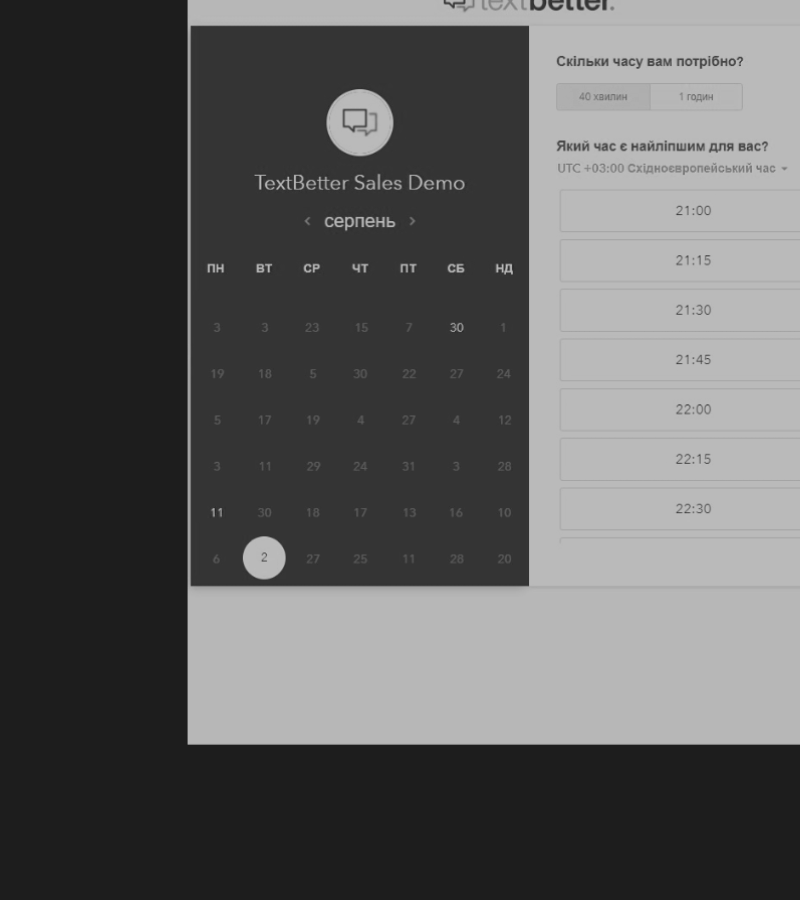 textbetter.
TextBetter Sales Demo
серпень
ПН ВТ СР ЧТ ПТ СБ НД
3 3 23 15 7 30 1
19 18 5 30 22 27 24
5 17 19 4 27 4 12
3 11 29 24 31 3 28
11 30 18 17 13 16 10
6 2 27 25 11 28 20
Скільки часу вам потрібно?
40 хвилин 1 годин
Який час є найліпшим для вас?
UTC +03:00 Східноєвропейський час
21:00
21:15
21:30
21:45
22:00
22:15
22:30